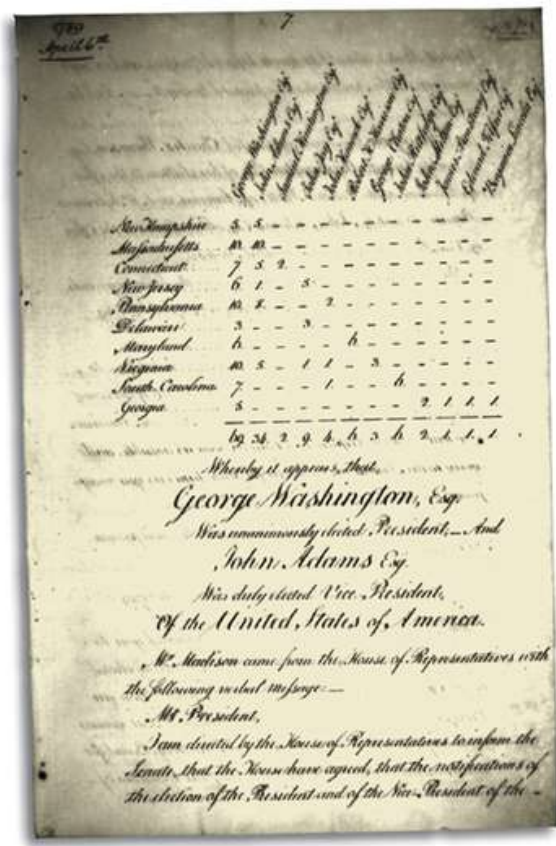 7
1789
April 6th
George Washington Esq
John Adams Esq
Samuel Huntington Esq
John Jay Esq
John Hancock Esq
Robert H Harrison Esq
George Clinton Esq
John Rutledge Esq
John Milton Esq
James Armstrong Esq
Edward Telfair Esq
Benjamin Lincoln Esq
New Hampshire 5. 5. - - - - - - - - - -
Massachusetts 10. 10. - - - - - - - - - -
Connecticut 7 5. 2. - - - - - - - - -
New Jersey 6 1. - 5. - - - - - - - -
Pennsylvania 10. 8. - - 2. - - - - - - -
Delaware 3. - - 3. - - - - - - - -
Maryland 6. - - - - 6. - - - - - -
Virginia 10. 5 - 1 1 - 3. - - - - -
South Carolina 7. - - - 1. - - 6. - - - -
Georgia 5. - - - - - - - 2. 1. 1. 1.
69 34 2 9 4. 6 3 6 2 1. 1. 1.
Whereby it appears, that
George Washington, Esq.
Was unanimously elected President,— And
John Adams Esq.
Was duly elected Vice President,
Of the United States of America.
Mr. Madison came from the House of Representatives with
the following verbal message:—
Mr. President,
I am directed by the House of Representatives to inform the
Senate, that the House have agreed, that the notifications of
the election of the President and of the Vice President of the —